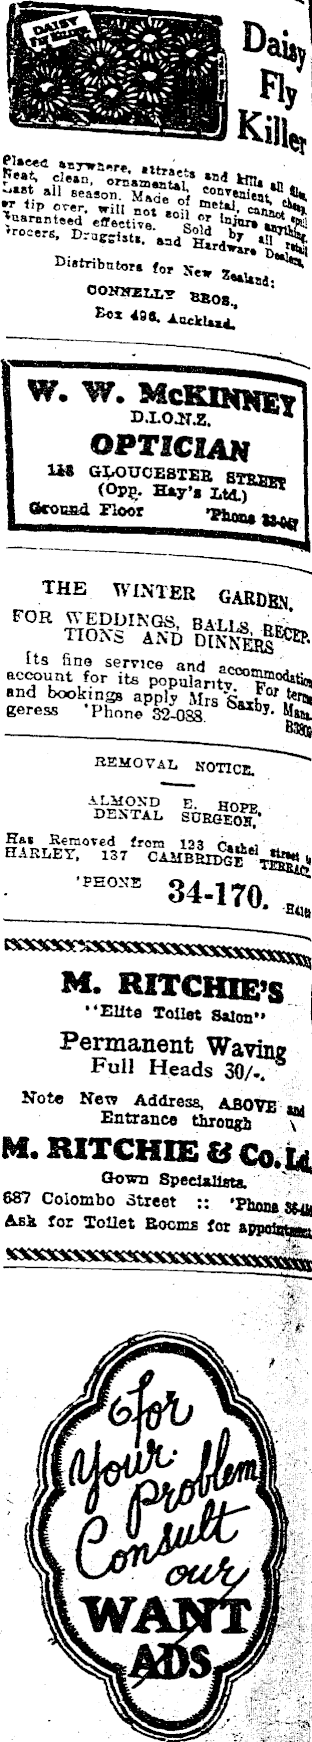 DAISY
FLY KILLER
Daisy
Fly
Killer
Placed anywhere, attracts and kills all flies.
Neat, clean, ornamental, convenient, cheap.
Last all season. Made of metal, cannot spill
or tip over, will not soil or injure anything.
Guaranteed effective. Sold by all retail
Grocers, Druggists, and Hardware Dealers.
Distributors for New Zealand:
CONNELLY BROS.,
Box 496, Auckland.
W. W. McKINNEY
D.I.O.N.Z.
OPTICIAN
GLOUCESTER STREET
(Opp. Hay's Ltd.)
Ground Floor 'Phone
THE WINTER GARDEN.
FOR WEDDINGS, BALLS, RECEP-
TIONS AND DINNERS
Its fine service and accommodation
account for its popularity. For terms
and bookings apply Mrs Saxby, Mana-
geress 'Phone 32-088.
REMOVAL NOTICE.
ALMOND E. HOPE,
DENTAL SURGEON,
Has Removed from 123 Cashel street to
HARLEY, 137 CAMBRIDGE TERRACE.
'PHONE 34-170.
M. RITCHIE'S
"Elite Toilet Salon"
Permanent Waving
Full Heads 30/-.
Note New Address, ABOVE and
Entrance through
M. RITCHIE & Co. Ld.
Gown Specialists.
687 Colombo Street :: 'Phone
Ask for Toilet Rooms for appointment
for
Your
Problem
Consult
our
WANT
ADS